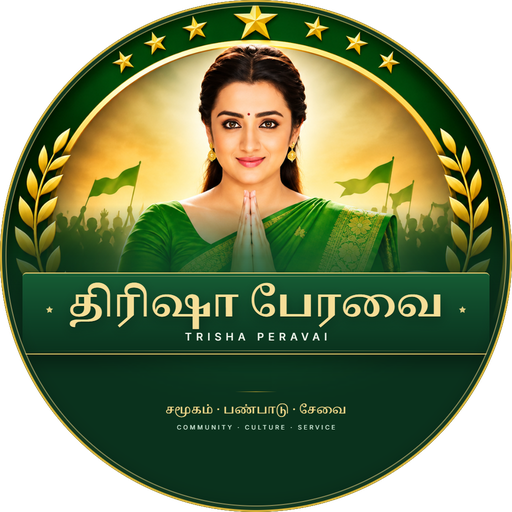 திரிஷா பேரவை
TRISHA PERAVAI
சமூகம் · பண்பாடு · சேவை
COMMUNITY · CULTURE · SERVICE